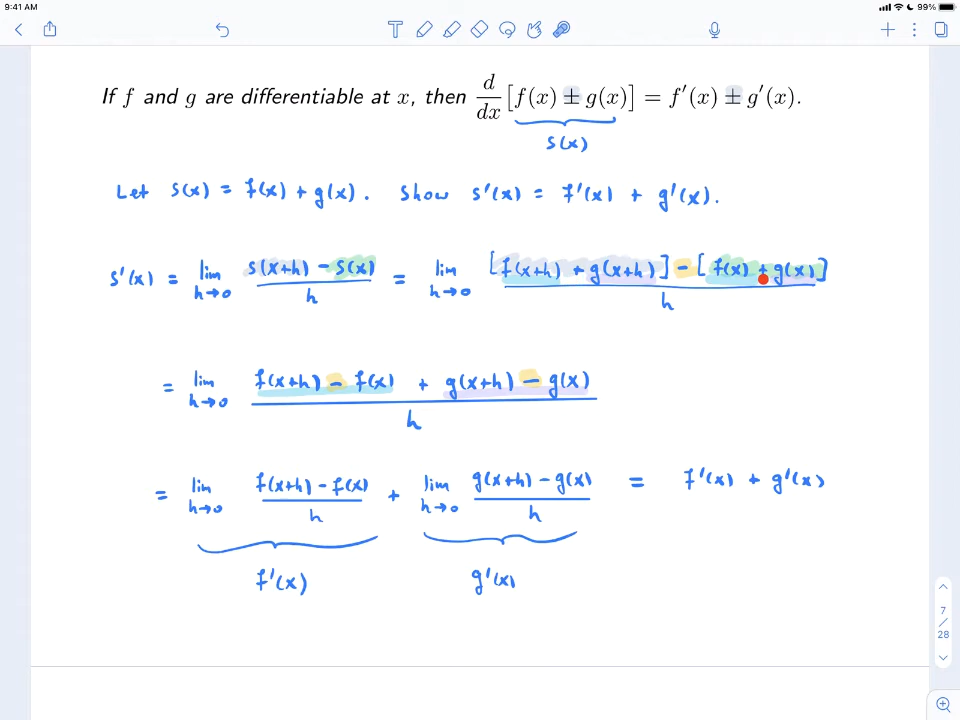 9:41 AM 99%
If f and g are differentiable at x, then d/dx [f(x) ± g(x)] = f′(x) ± g′(x).
S(x)
Let S(x) = f(x) + g(x). Show S′(x) = f′(x) + g′(x).
S′(x) = lim h→0 (S(x+h) − S(x))/h = lim h→0 ([f(x+h) + g(x+h)] − [f(x) + g(x)])/h
= lim h→0 (f(x+h) − f(x) + g(x+h) − g(x))/h
= lim h→0 (f(x+h) − f(x))/h + lim h→0 (g(x+h) − g(x))/h = f′(x) + g′(x)
f′(x) g′(x)
7
/
28